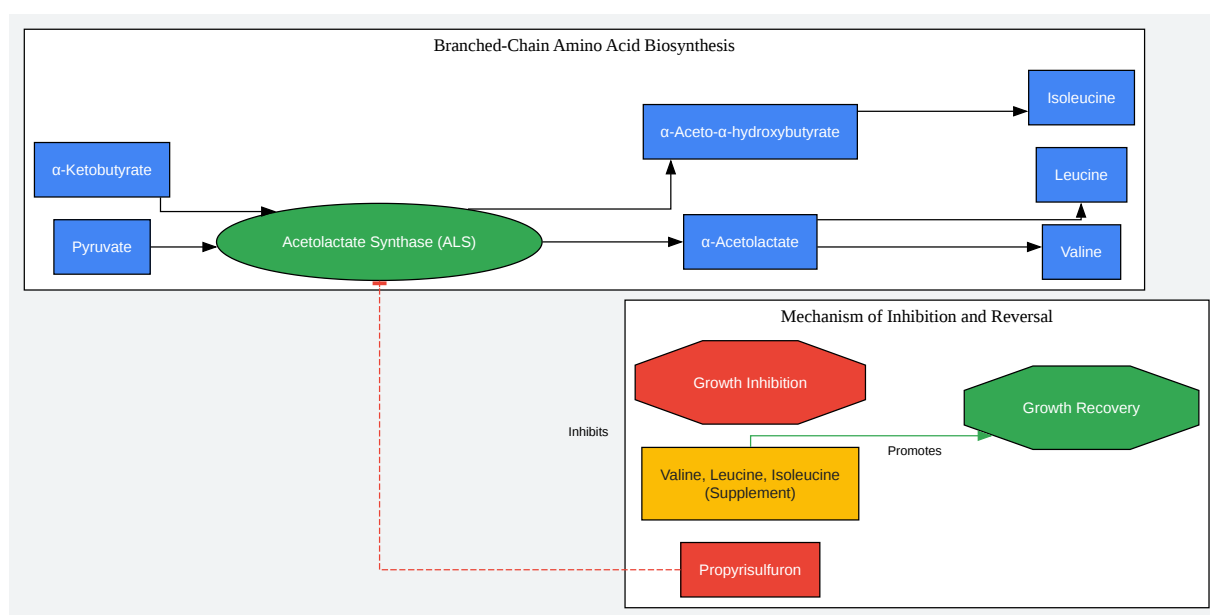 Branched-Chain Amino Acid Biosynthesis
Isoleucine
α-Aceto-α-hydroxybutyrate
α-Ketobutyrate
Leucine
Pyruvate
Acetolactate Synthase (ALS)
α-Acetolactate
Valine
Mechanism of Inhibition and Reversal
Growth Inhibition
Growth Recovery
Inhibits
Promotes
Valine, Leucine, Isoleucine
(Supplement)
Propyrisulfuron